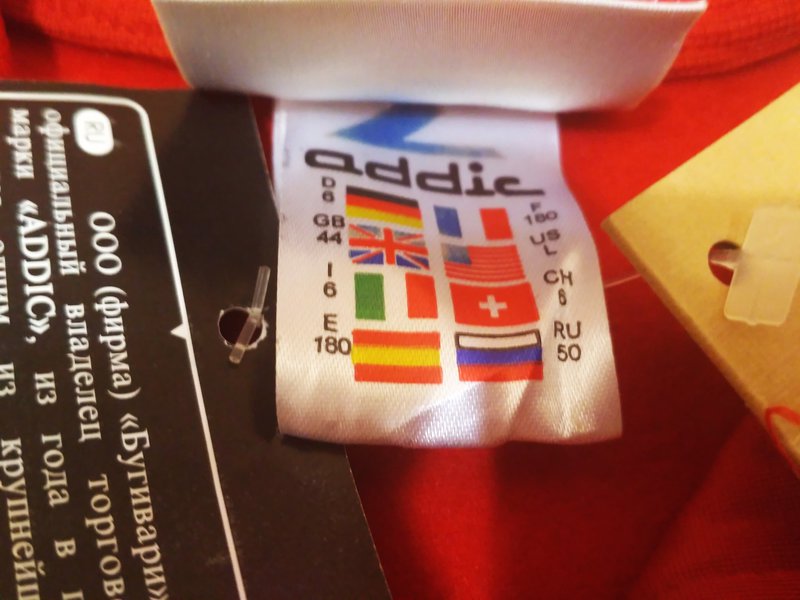 addic
D
6
F
180
GB
44
US
L
I
6
CH
6
E
180
RU
50
RU
ООО (фирма) «Бугивари»
официальный владелец торгов
марки «ADDIC», из года в
одним из крупнейш